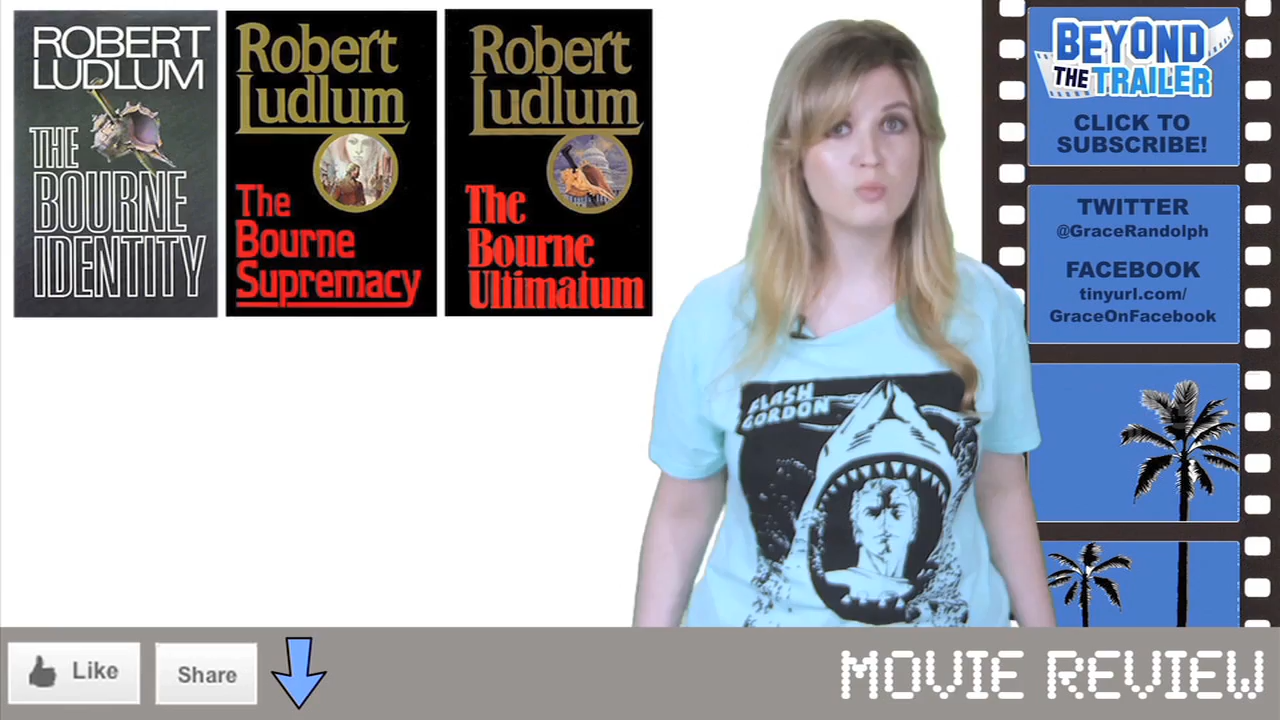 ROBERT
LUDLUM
THE
BOURNE
IDENTITY
Robert
Ludlum
The
Bourne
Supremacy
Robert
Ludlum
The
Bourne
Ultimatum
FLASH
GORDON
BEYOND
THE TRAILER
CLICK TO
SUBSCRIBE!
TWITTER
@GraceRandolph
FACEBOOK
tinyurl.com/
GraceOnFacebook
Like
Share
MOVIE REVIEW